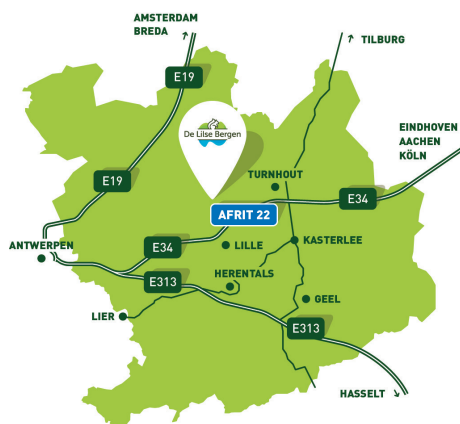 AMSTERDAM
BREDA
TILBURG
E19
De Lilse Bergen
EINDHOVEN
AACHEN
KÖLN
E19
TURNHOUT
E34
AFRIT 22
ANTWERPEN
E34
LILLE
KASTERLEE
E313
HERENTALS
GEEL
LIER
E313
HASSELT